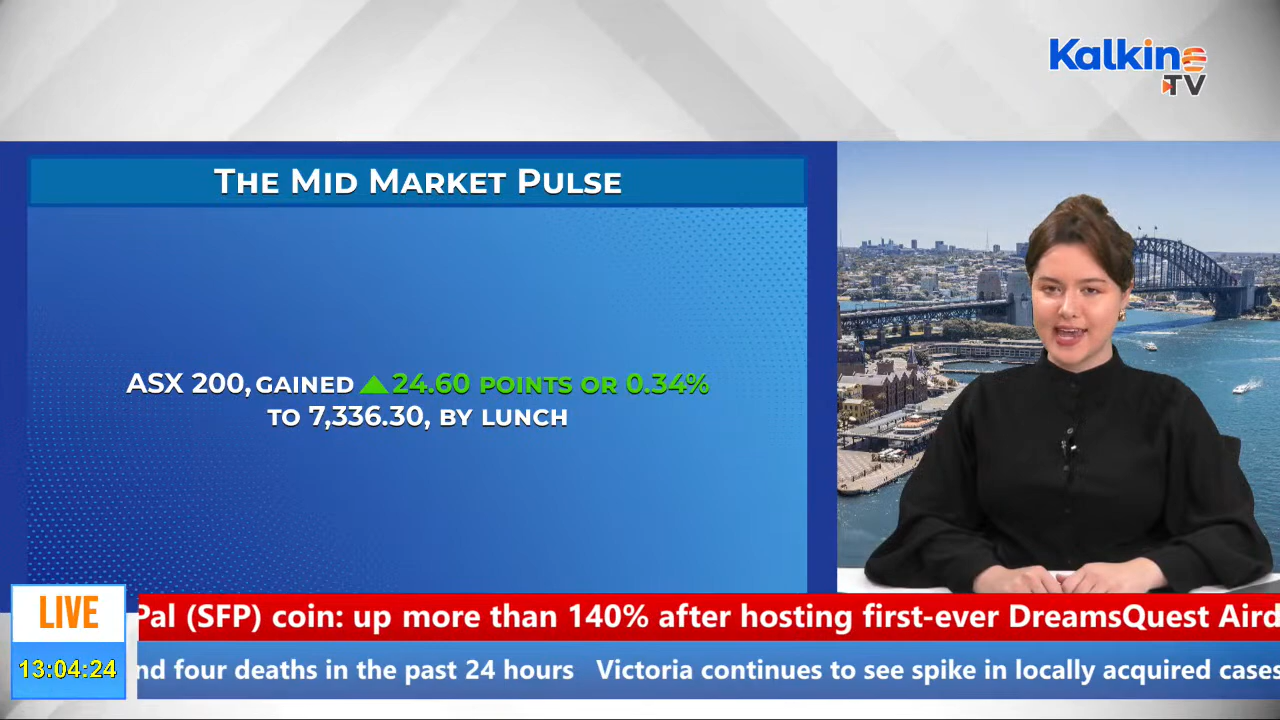 Kalkine
TV
THE MID MARKET PULSE
ASX 200, GAINED ▲24.60 POINTS OR 0.34%
TO 7,336.30, BY LUNCH
LIVE
Pal (SFP) coin: up more than 140% after hosting first-ever DreamsQuest Aird
13:04:24
nd four deaths in the past 24 hours Victoria continues to see spike in locally acquired cases